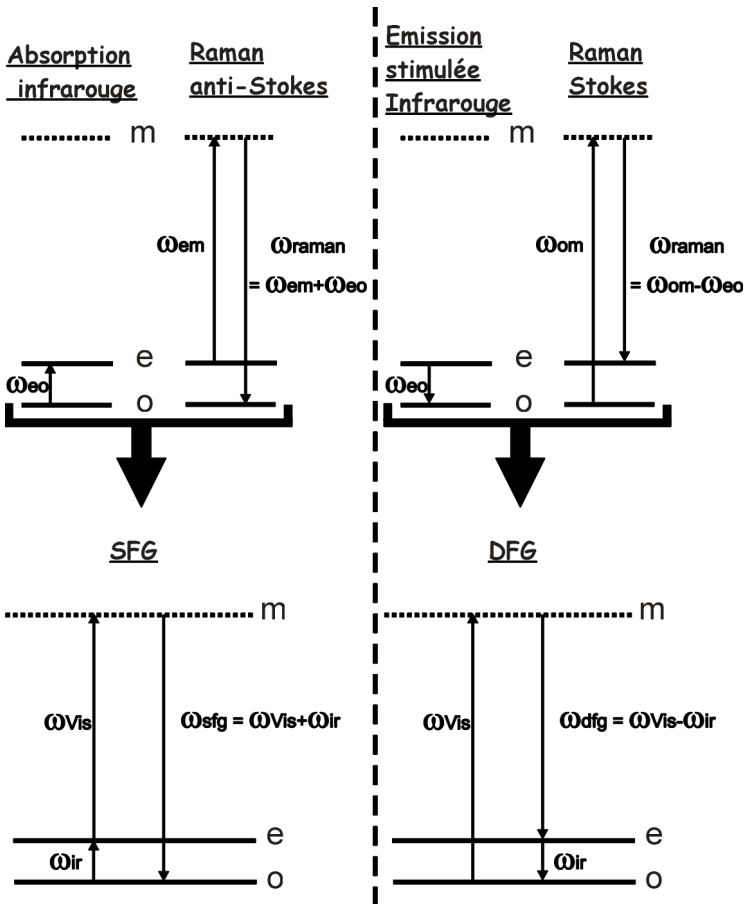 Absorption
infrarouge
Raman
anti-Stokes
m
ωem
ωraman
= ωem+ωeo
e
ωeo
o
SFG
m
ωVis
ωsfg = ωVis+ωir
e
ωir
o
Emission
stimulée
Infrarouge
Raman
Stokes
m
ωom
ωraman
= ωom-ωeo
e
ωeo
o
DFG
m
ωVis
ωdfg = ωVis-ωir
e
ωir
o